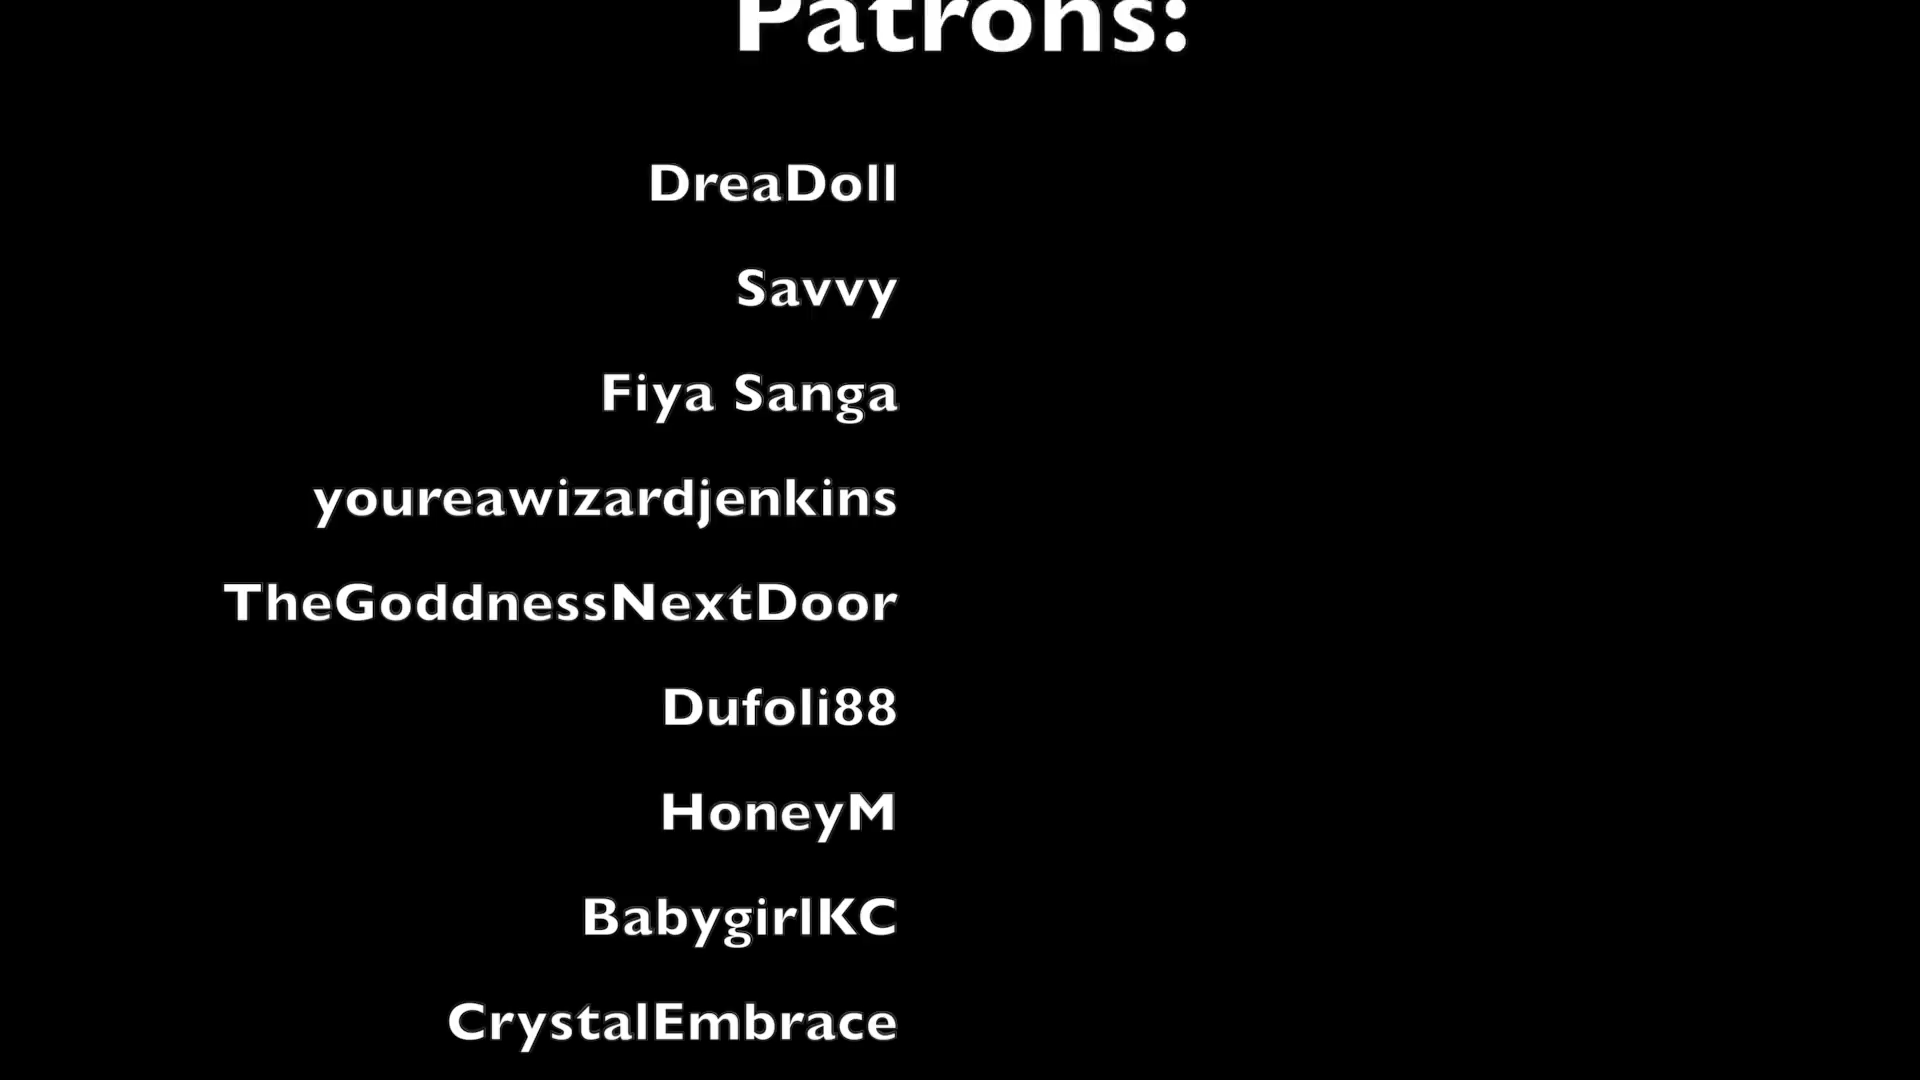 Patrons:
DreaDoll
Savvy
Fiya Sanga
youreawizardjenkins
TheGoddnessNextDoor
Dufoli88
HoneyM
BabygirlKC
CrystalEmbrace